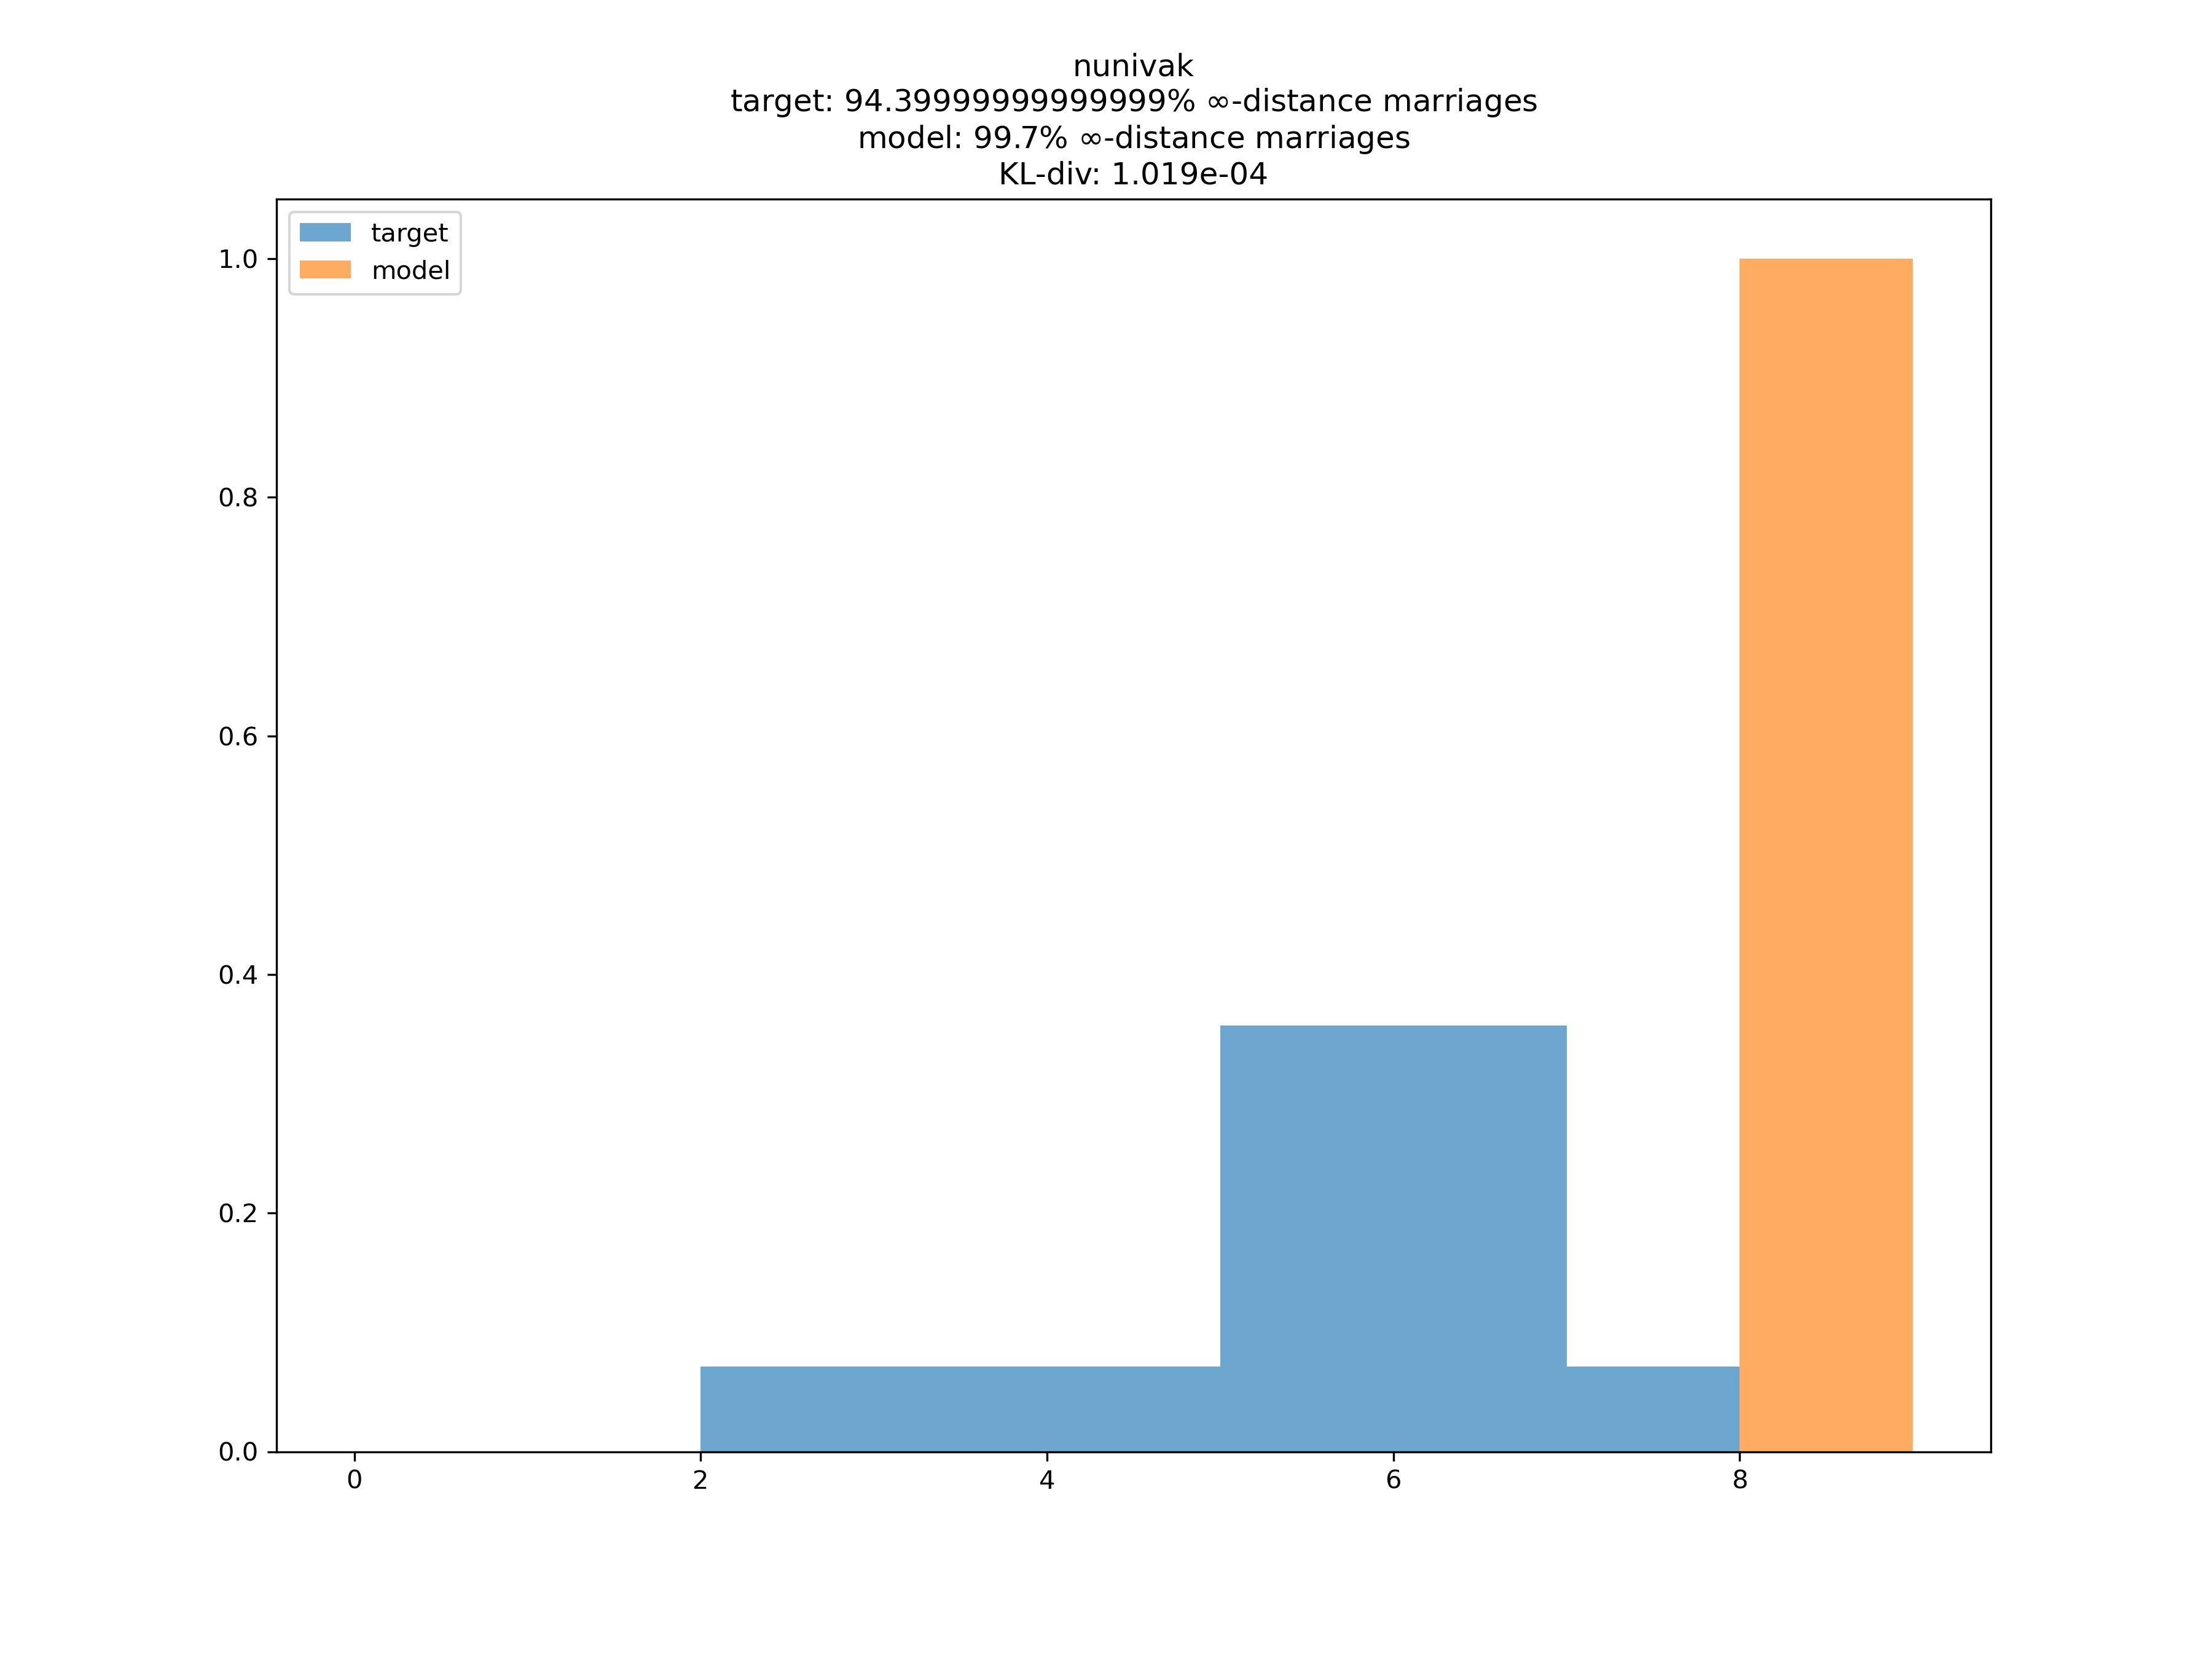 nunivak
target: 94.39999999999999% ∞-distance marriages
model: 99.7% ∞-distance marriages
KL-div: 1.019e-04
target
model
1.0
0.8
0.6
0.4
0.2
0.0
0 2 4 6 8